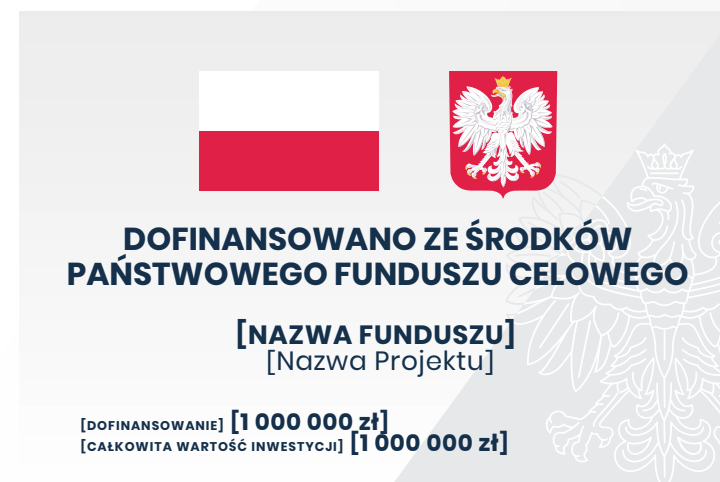 DOFINANSOWANO ZE ŚRODKÓW
PAŃSTWOWEGO FUNDUSZU CELOWEGO
[NAZWA FUNDUSZU]
[Nazwa Projektu]
[DOFINANSOWANIE] [1 000 000 zł]
[CAŁKOWITA WARTOŚĆ INWESTYCJI] [1 000 000 zł]